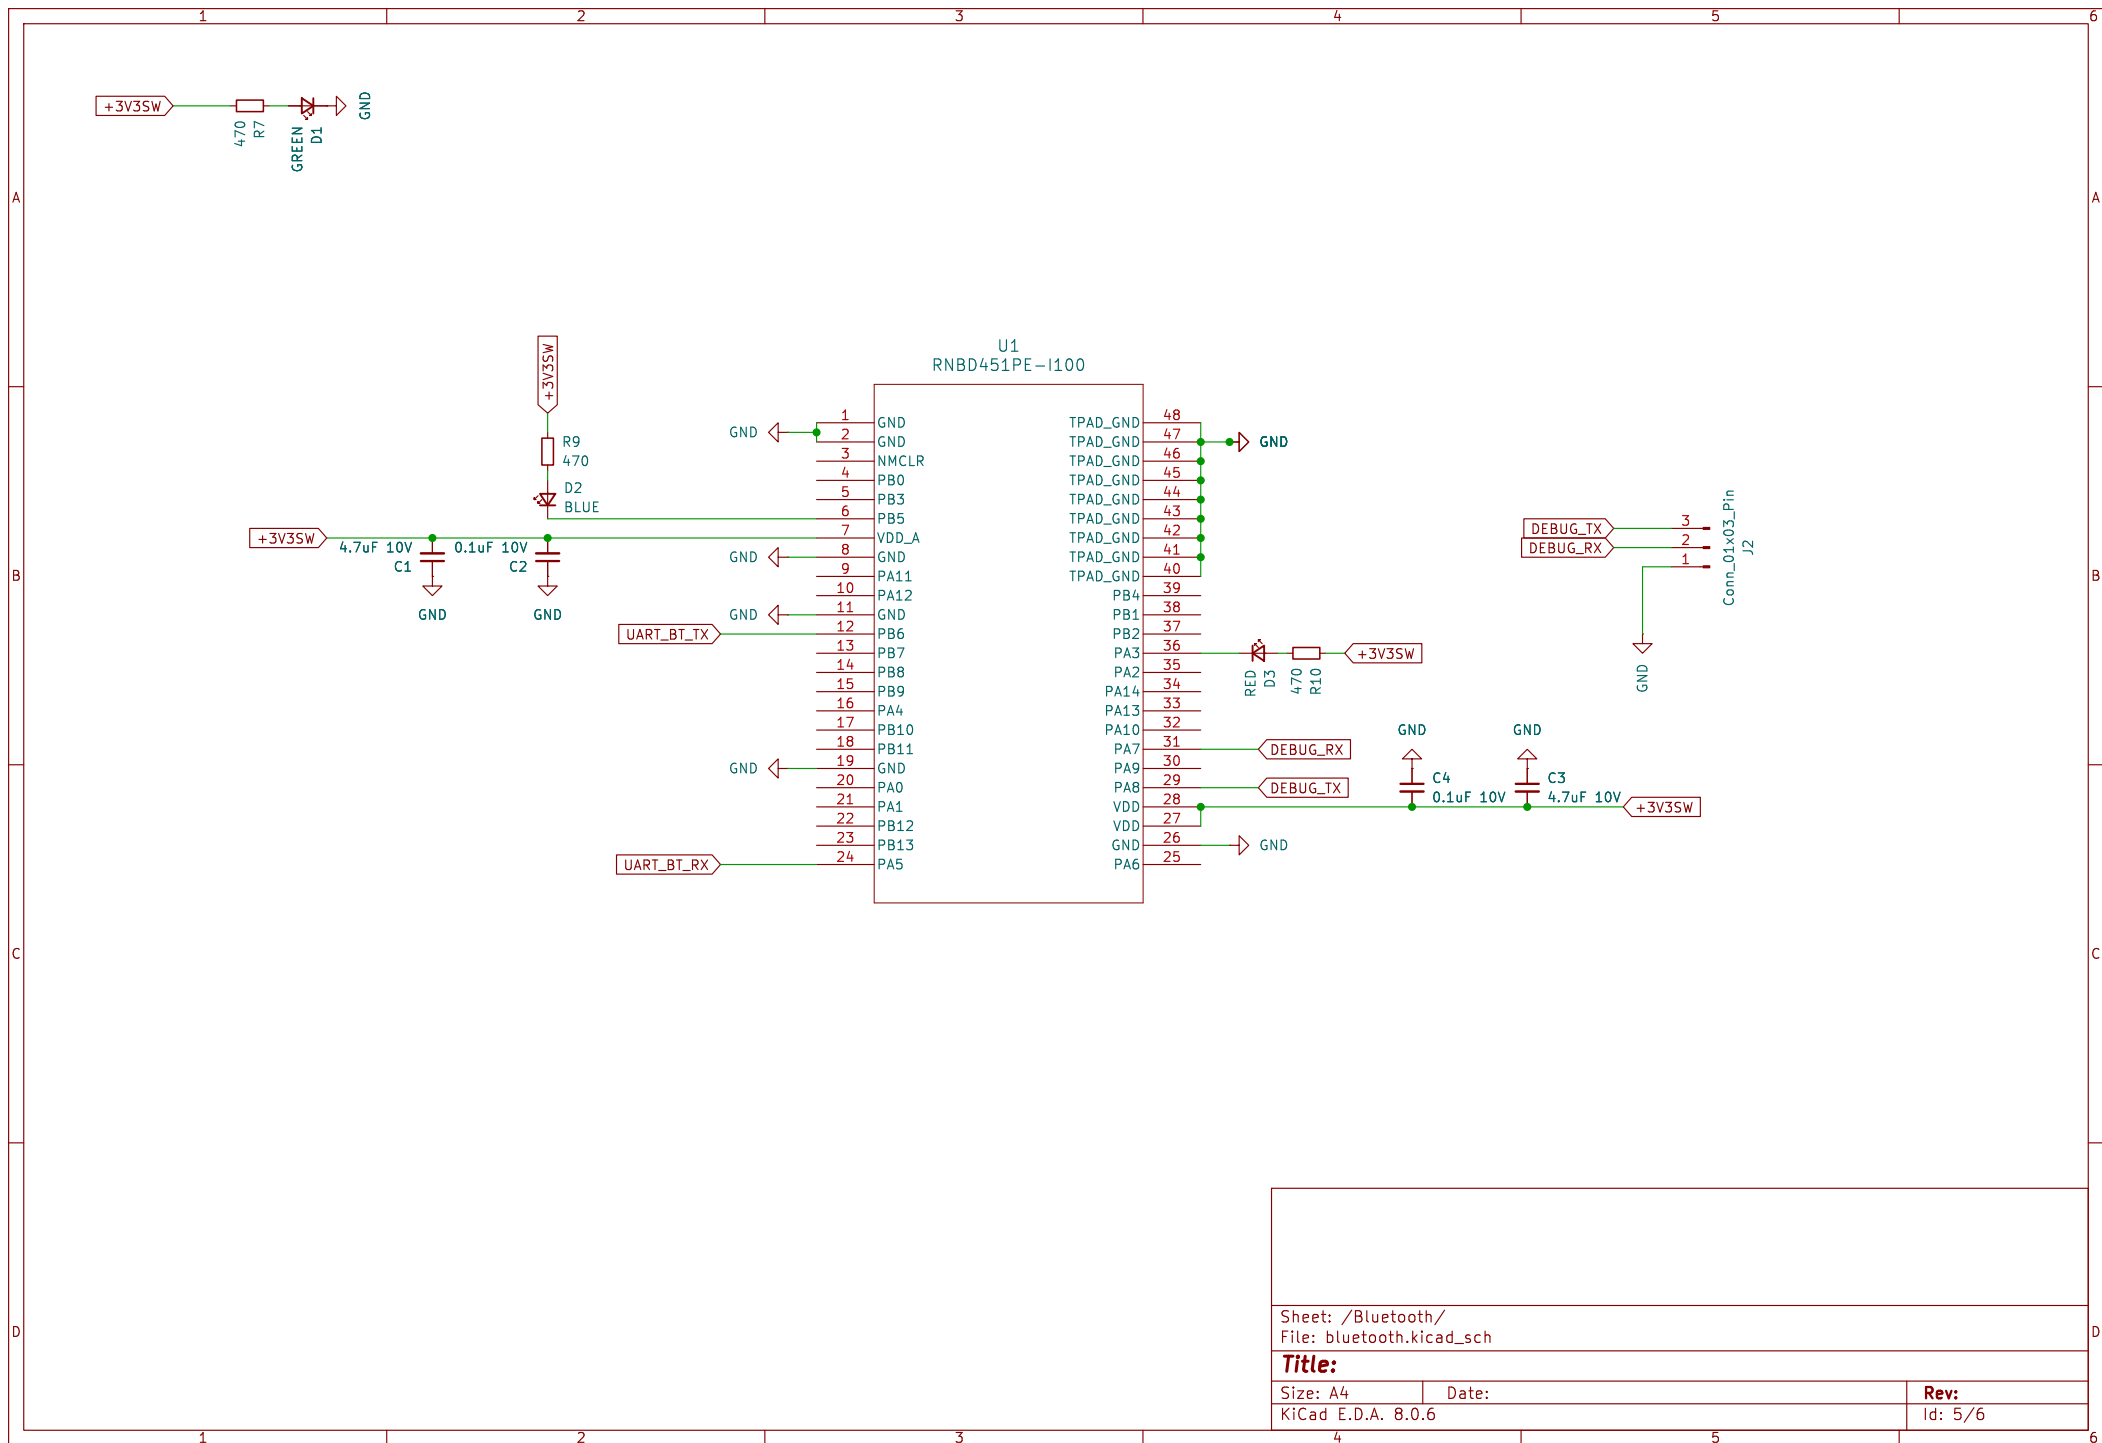 1 2 3 4 5 6
+3V3SW
470
R7
GREEN
D1
GND
A A
+3V3SW
R9
470
D2
BLUE
+3V3SW
4.7uF 10V
C1
GND
0.1uF 10V
C2
GND
U1
RNBD451PE-I100
GND
GND
GND
GND
UART_BT_TX
UART_BT_RX
1 GND
2 GND
3 NMCLR
4 PB0
5 PB3
6 PB5
7 VDD_A
8 GND
9 PA11
10 PA12
11 GND
12 PB6
13 PB7
14 PB8
15 PB9
16 PA4
17 PB10
18 PB11
19 GND
20 PA0
21 PA1
22 PB12
23 PB13
24 PA5
TPAD_GND 48
TPAD_GND 47
TPAD_GND 46
TPAD_GND 45
TPAD_GND 44
TPAD_GND 43
TPAD_GND 42
TPAD_GND 41
TPAD_GND 40
PB4 39
PB1 38
PB2 37
PA3 36
PA2 35
PA14 34
PA13 33
PA10 32
PA7 31
PA9 30
PA8 29
VDD 28
VDD 27
GND 26
PA6 25
GND
RED
D3
470
R10
+3V3SW
DEBUG_RX
DEBUG_TX
GND
C4
0.1uF 10V
GND
C3
4.7uF 10V
+3V3SW
GND
DEBUG_TX 3
DEBUG_RX 2
1
Conn_01x03_Pin
J2
GND
B B
C C
D D
Sheet: /Bluetooth/
File: bluetooth.kicad_sch
Title:
Size: A4 Date: Rev:
KiCad E.D.A. 8.0.6 Id: 5/6
1 2 3 4 5 6